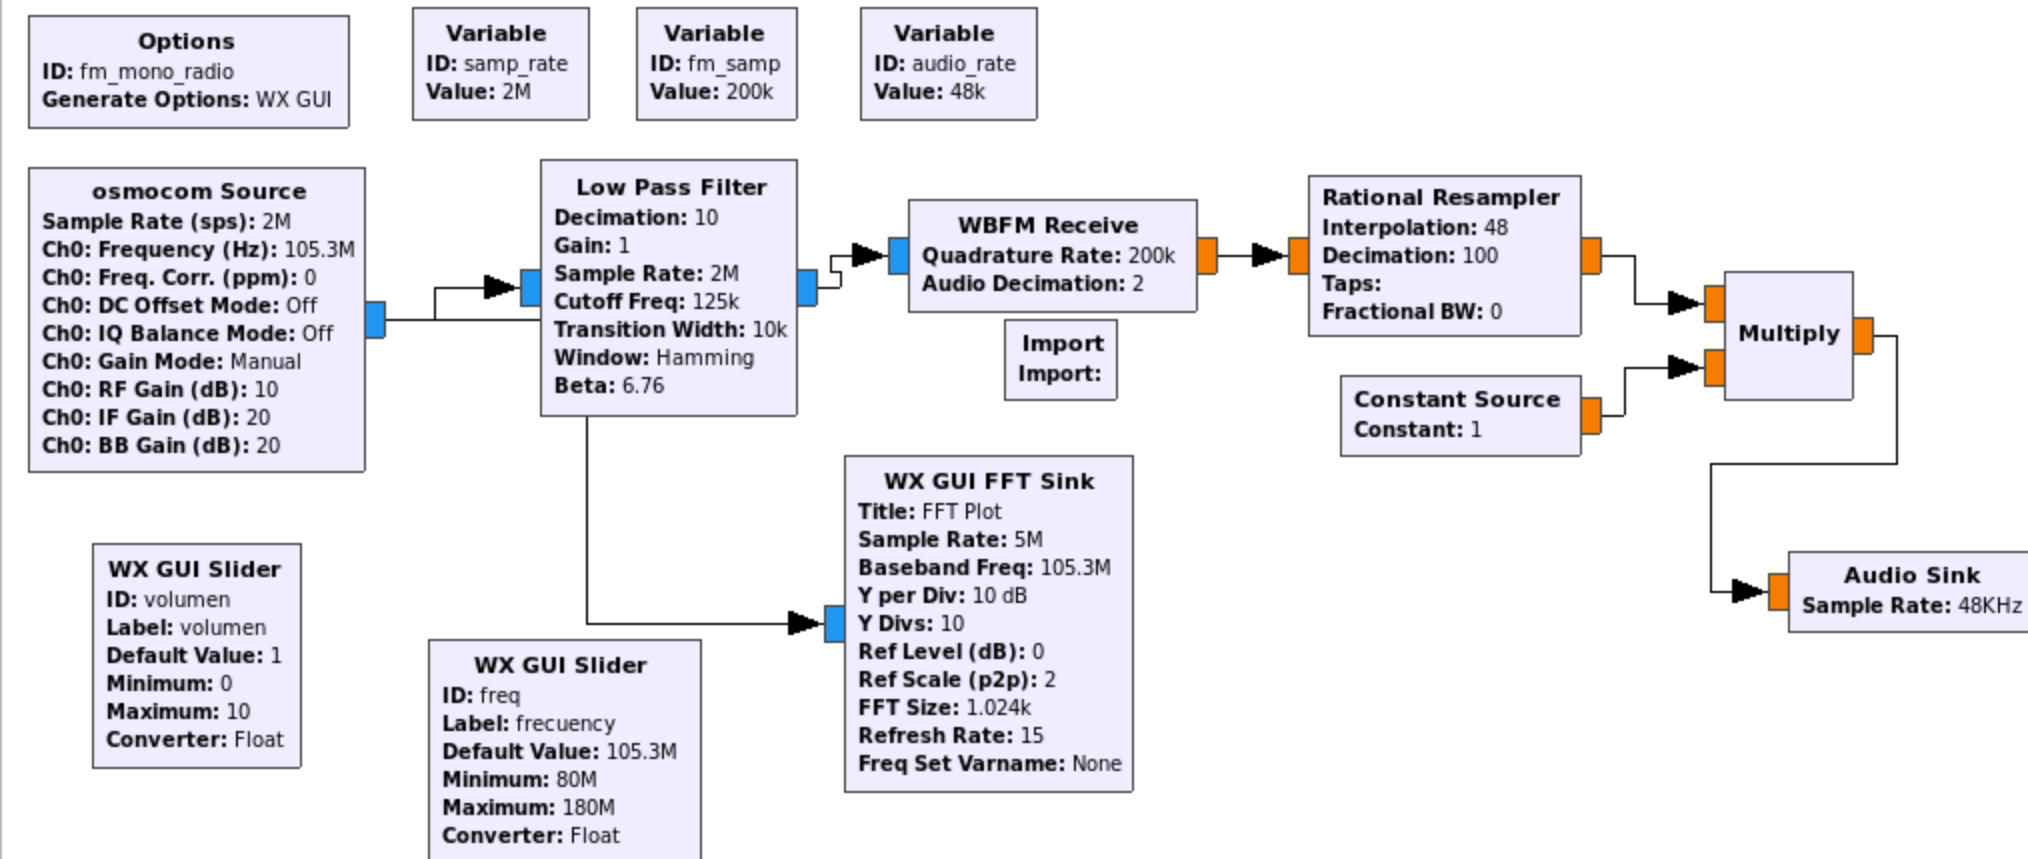 Options
ID: fm_mono_radio
Generate Options: WX GUI
Variable
ID: samp_rate
Value: 2M
Variable
ID: fm_samp
Value: 200k
Variable
ID: audio_rate
Value: 48k
osmocom Source
Sample Rate (sps): 2M
Ch0: Frequency (Hz): 105.3M
Ch0: Freq. Corr. (ppm): 0
Ch0: DC Offset Mode: Off
Ch0: IQ Balance Mode: Off
Ch0: Gain Mode: Manual
Ch0: RF Gain (dB): 10
Ch0: IF Gain (dB): 20
Ch0: BB Gain (dB): 20
Low Pass Filter
Decimation: 10
Gain: 1
Sample Rate: 2M
Cutoff Freq: 125k
Transition Width: 10k
Window: Hamming
Beta: 6.76
WBFM Receive
Quadrature Rate: 200k
Audio Decimation: 2
Import
Import:
Rational Resampler
Interpolation: 48
Decimation: 100
Taps:
Fractional BW: 0
Constant Source
Constant: 1
Multiply
WX GUI FFT Sink
Title: FFT Plot
Sample Rate: 5M
Baseband Freq: 105.3M
Y per Div: 10 dB
Y Divs: 10
Ref Level (dB): 0
Ref Scale (p2p): 2
FFT Size: 1.024k
Refresh Rate: 15
Freq Set Varname: None
Audio Sink
Sample Rate: 48KHz
WX GUI Slider
ID: volumen
Label: volumen
Default Value: 1
Minimum: 0
Maximum: 10
Converter: Float
WX GUI Slider
ID: freq
Label: frecuency
Default Value: 105.3M
Minimum: 80M
Maximum: 180M
Converter: Float